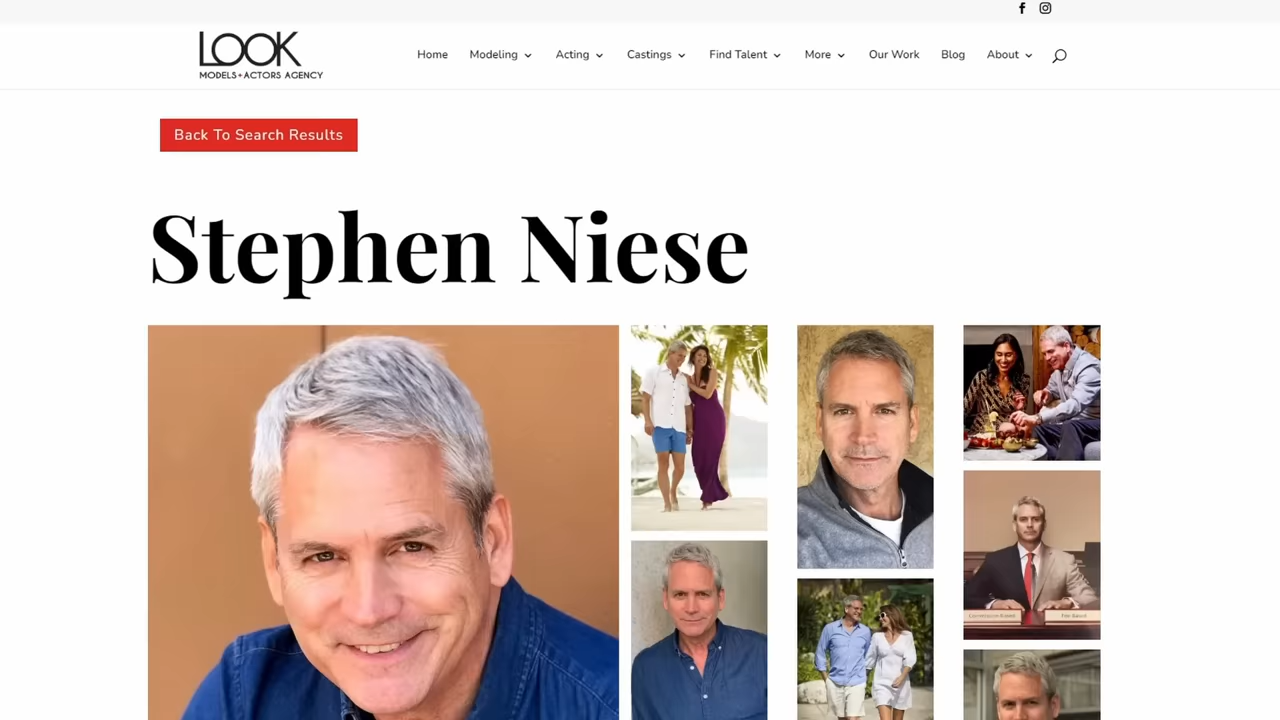 LOOK
MODELS+ACTORS AGENCY
Home Modeling Acting Castings Find Talent More Our Work Blog About
Back To Search Results
Stephen Niese